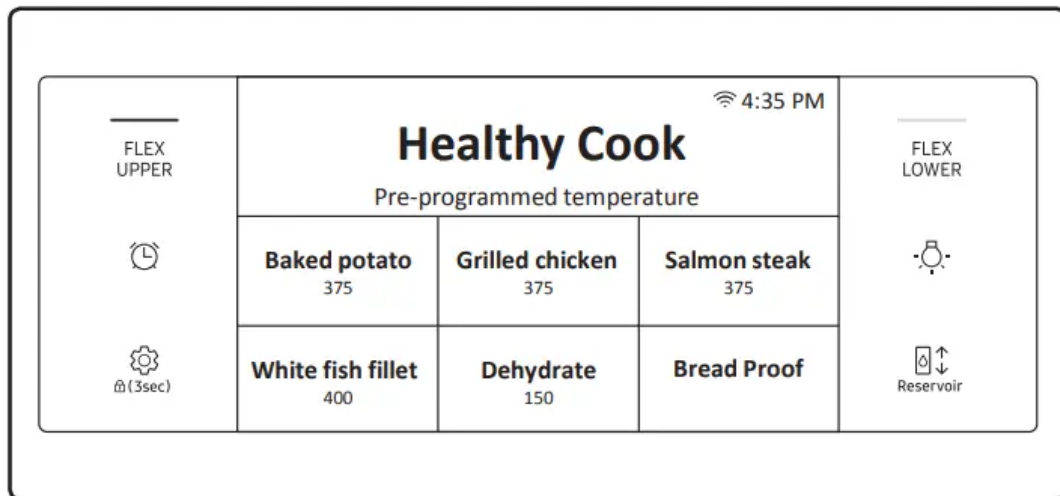 4:35 PM
Healthy Cook
Pre-programmed temperature
FLEX
UPPER
(3sec)
Baked potato
375
Grilled chicken
375
Salmon steak
375
White fish fillet
400
Dehydrate
150
Bread Proof
FLEX
LOWER
Reservoir